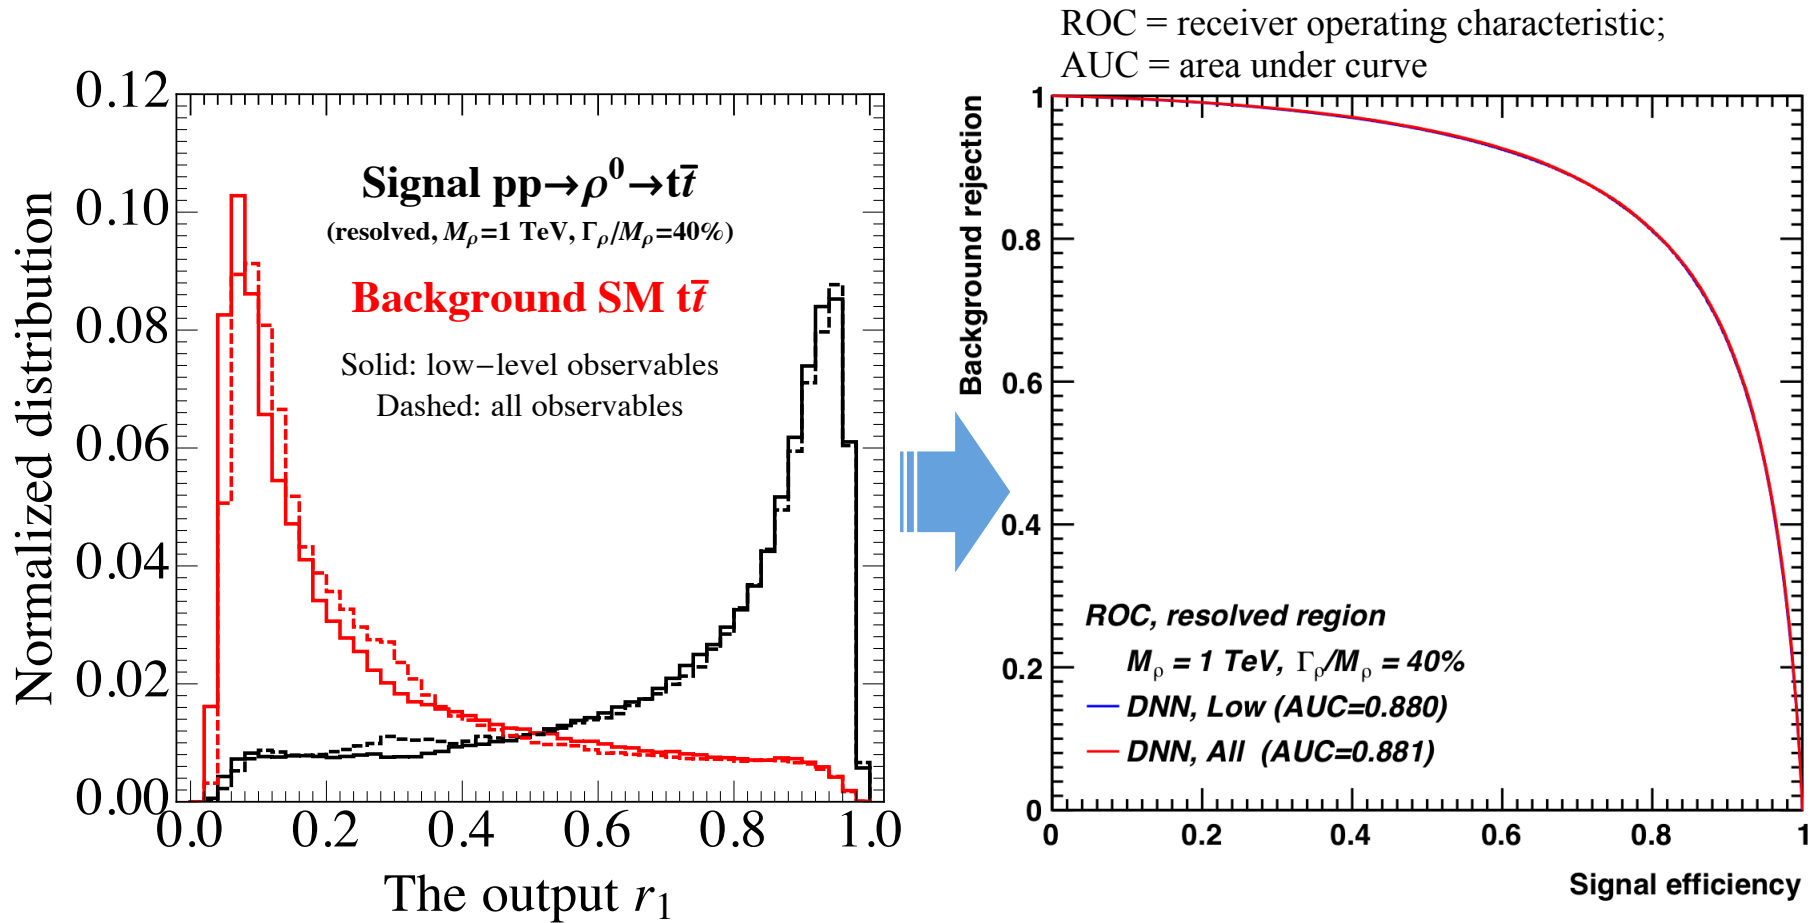 ROC = receiver operating characteristic;
AUC = area under curve
Normalized distribution
0.12
0.10
0.08
0.06
0.04
0.02
0.00
Signal pp→ρ⁰→tt̄
(resolved, Mρ=1 TeV, Γρ/Mρ=40%)
Background SM tt̄
Solid: low−level observables
Dashed: all observables
0.0 0.2 0.4 0.6 0.8 1.0
The output r₁
Background rejection
1
0.8
0.6
0.4
0.2
0
ROC, resolved region
Mρ = 1 TeV, Γρ/Mρ = 40%
DNN, Low (AUC=0.880)
DNN, All (AUC=0.881)
0 0.2 0.4 0.6 0.8 1
Signal efficiency